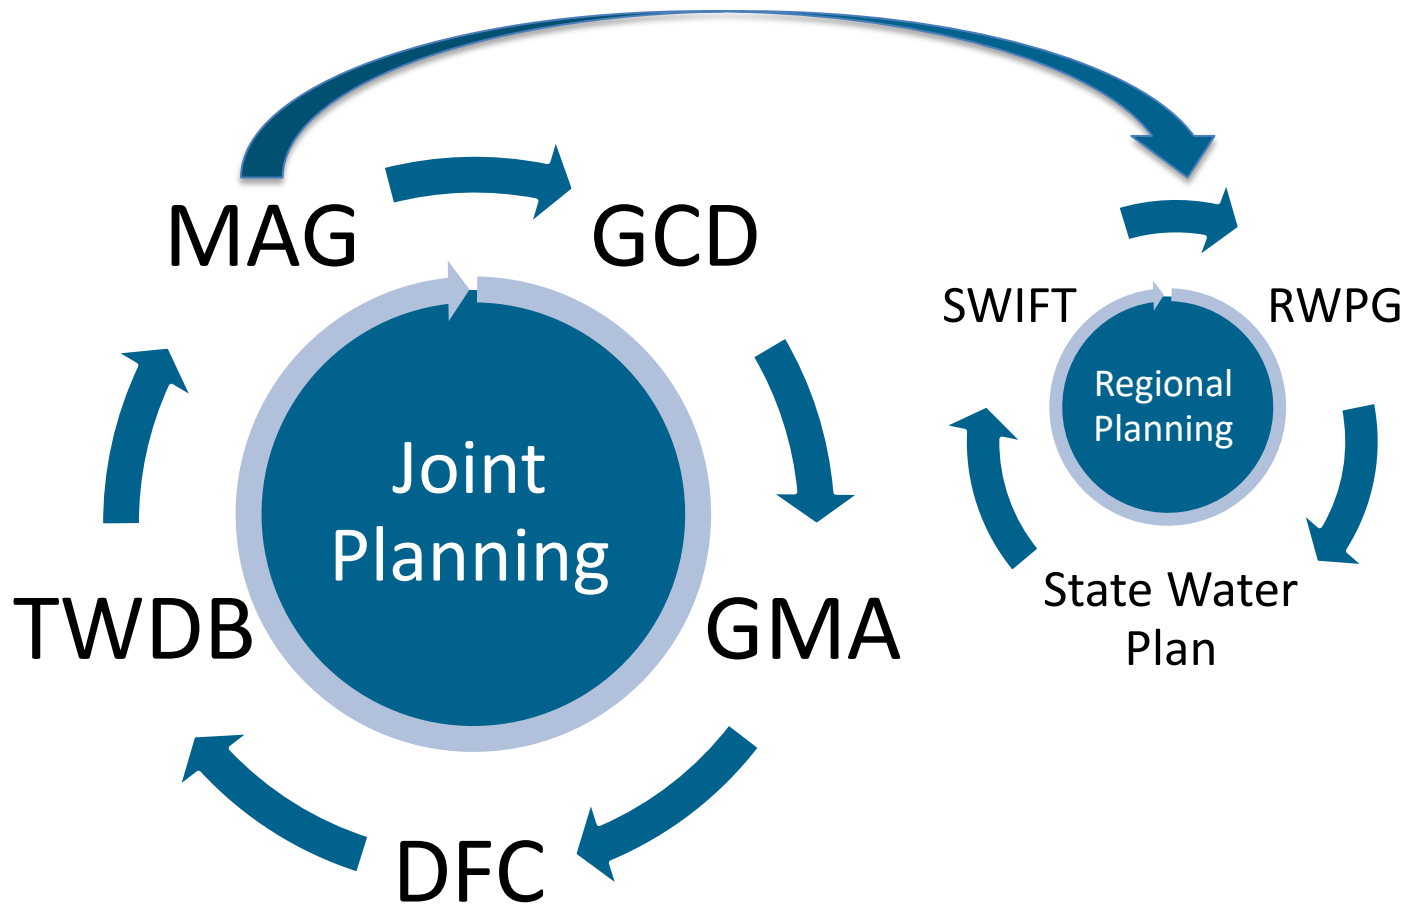 MAG
GCD
SWIFT
RWPG
Regional
Planning
Joint
Planning
TWDB
GMA
State Water
Plan
DFC